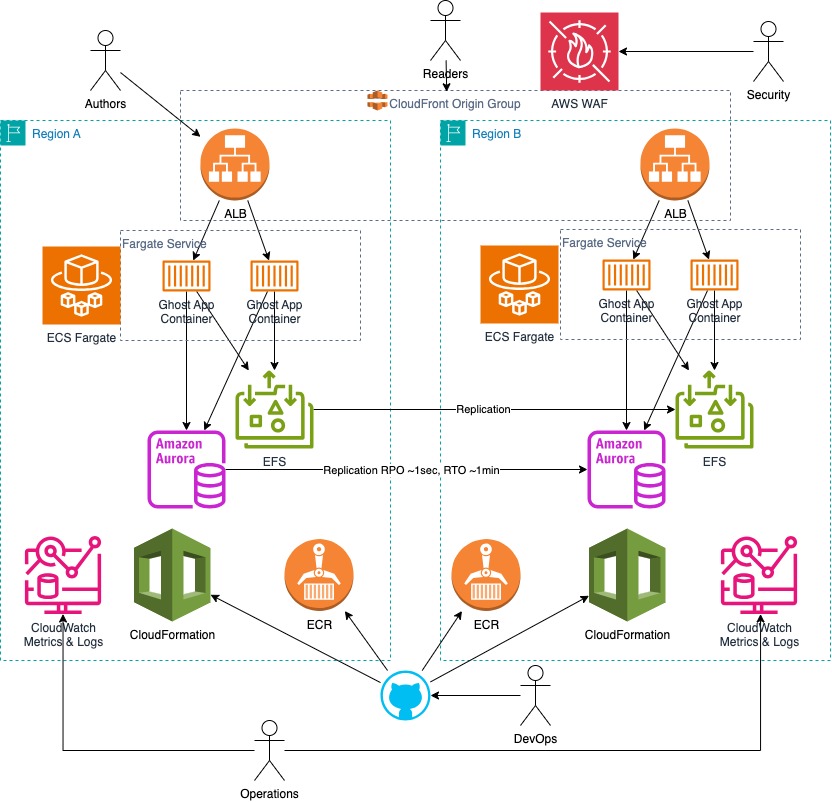 Readers
Authors
CloudFront Origin Group
AWS WAF
Security
Region A
Region B
ALB
ALB
Fargate Service
Fargate Service
Ghost App
Container
Ghost App
Container
Ghost App
Container
Ghost App
Container
ECS Fargate
ECS Fargate
Replication
Amazon
Aurora
EFS
Amazon
Aurora
EFS
Replication RPO ~1sec, RTO ~1min
CloudWatch
Metrics & Logs
CloudFormation
ECR
ECR
CloudFormation
CloudWatch
Metrics & Logs
DevOps
Operations